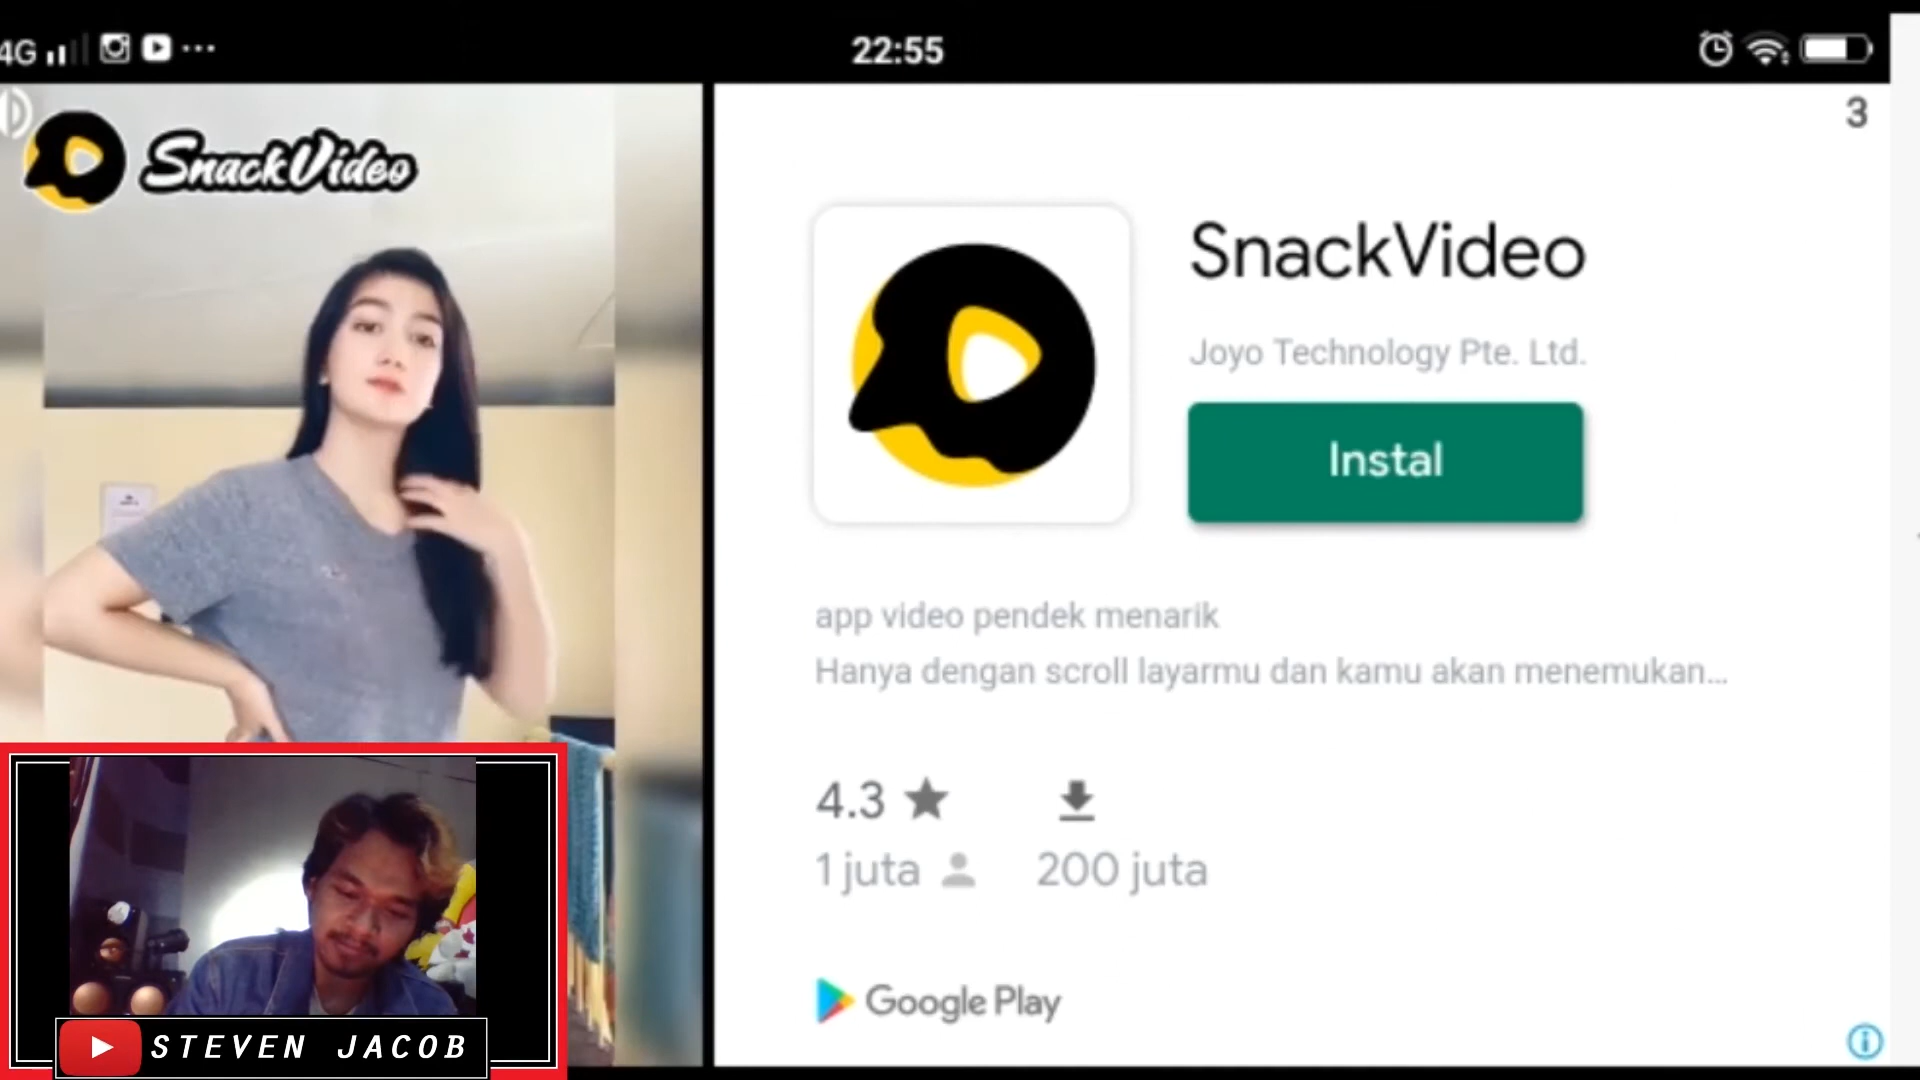 4G
22:55
3
SnackVideo
SnackVideo
Joyo Technology Pte. Ltd.
Instal
app video pendek menarik
Hanya dengan scroll layarmu dan kamu akan menemukan...
4.3
1 juta
200 juta
Google Play
STEVEN JACOB